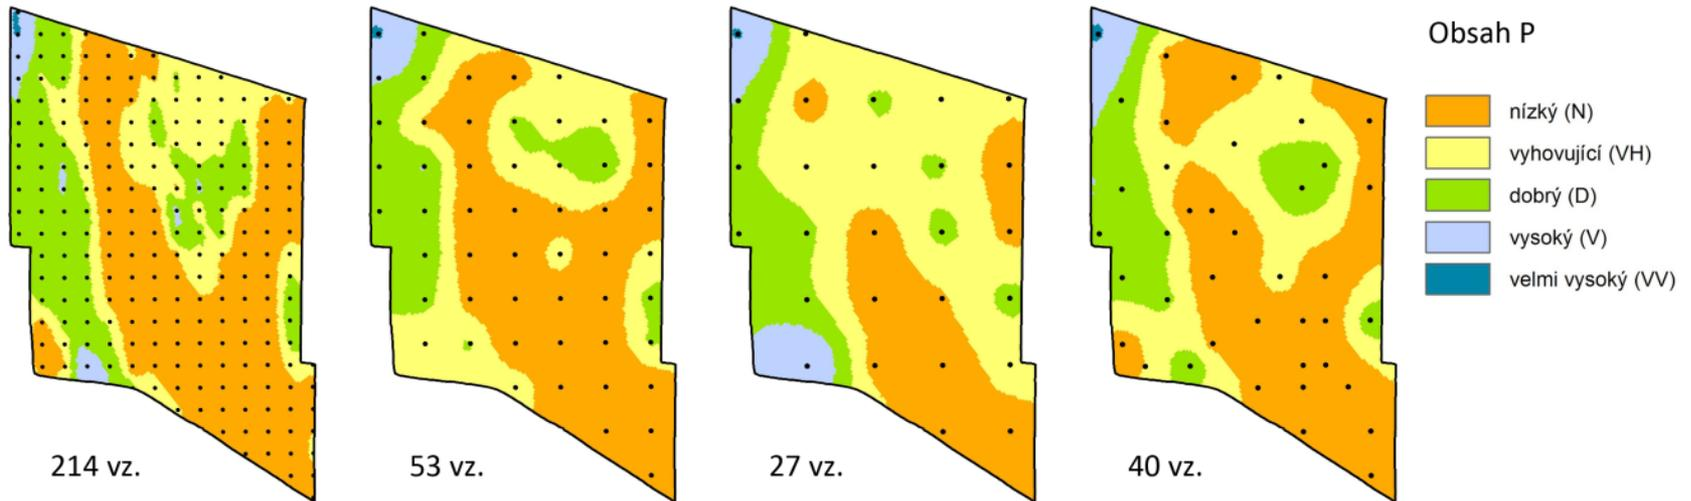 Obsah P
nízký (N)
vyhovující (VH)
dobrý (D)
vysoký (V)
velmi vysoký (VV)
214 vz.
53 vz.
27 vz.
40 vz.